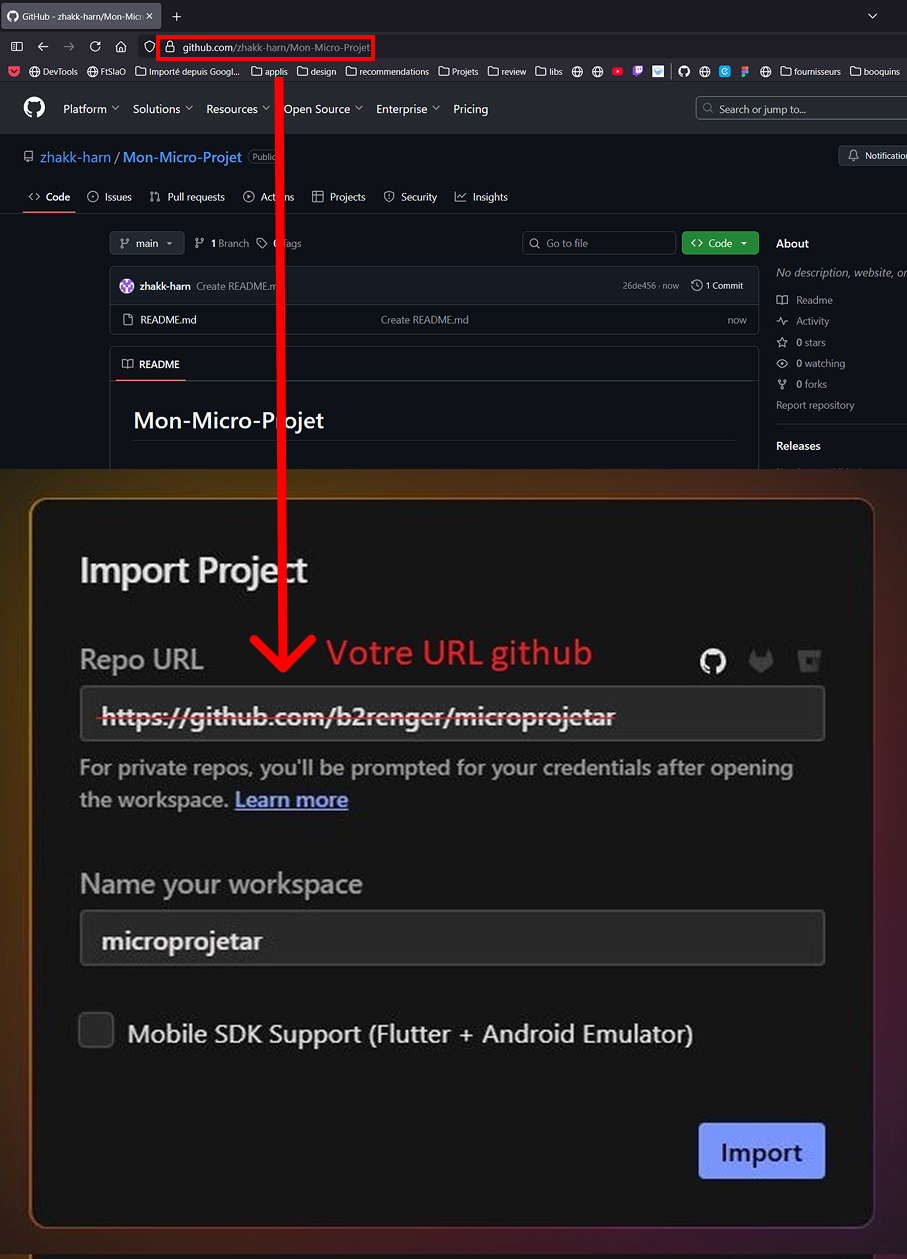 GitHub - zhakk-harn/Mon-Micr
github.com/zhakk-harn/Mon-Micro-Projet
DevTools FtSlaO Importé depuis Googl... applis design recommendations Projets review libs fournisseurs booquins
Platform Solutions Resources Open Source Enterprise Pricing Search or jump to...
zhakk-harn / Mon-Micro-Projet Public Notification
Code Issues Pull requests Actions Projects Security Insights
main 1 Branch 0 Tags Go to file Code About
No description, website, or
zhakk-harn Create README.md 26de456 · now 1 Commit
Readme
README.md Create README.md now
Activity
0 stars
README 0 watching
0 forks
Report repository
Mon-Micro-Projet
Releases
Import Project
Repo URL Votre URL github
https://github.com/b2renger/microprojetar
For private repos, you'll be prompted for your credentials after opening
the workspace. Learn more
Name your workspace
microprojetar
Mobile SDK Support (Flutter + Android Emulator)
Import